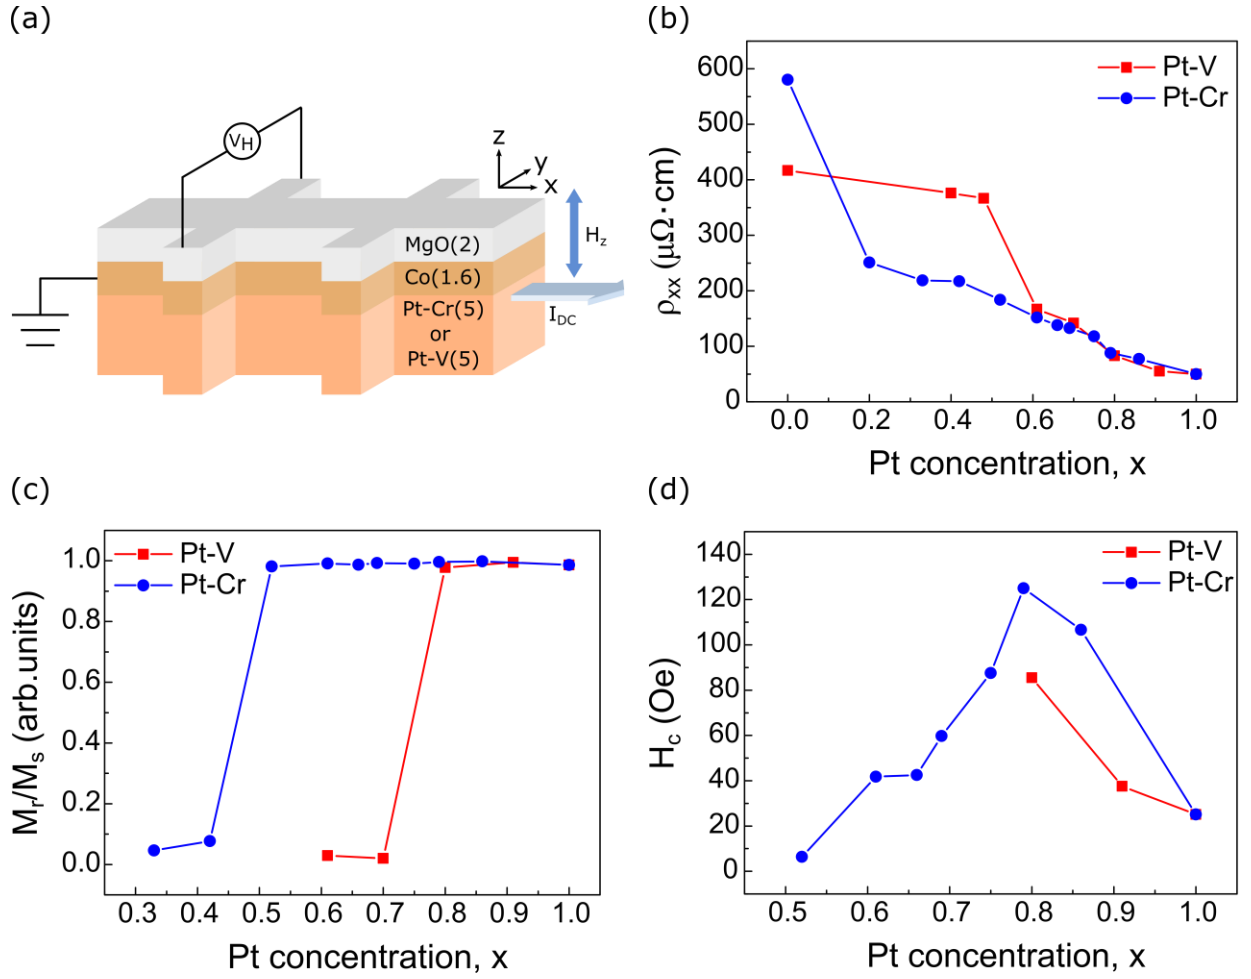 (a)
V_H
z
y
x
H_z
MgO(2)
Co(1.6)
Pt-Cr(5)
or
Pt-V(5)
I_DC
(b)
Pt-V
Pt-Cr
600
500
400
300
200
100
0
ρ_xx (μΩ·cm)
0.0 0.2 0.4 0.6 0.8 1.0
Pt concentration, x
(c)
Pt-V
Pt-Cr
1.0
0.8
0.6
0.4
0.2
0.0
M_r/M_s (arb.units)
0.3 0.4 0.5 0.6 0.7 0.8 0.9 1.0
Pt concentration, x
(d)
Pt-V
Pt-Cr
140
120
100
80
60
40
20
0
H_c (Oe)
0.5 0.6 0.7 0.8 0.9 1.0
Pt concentration, x